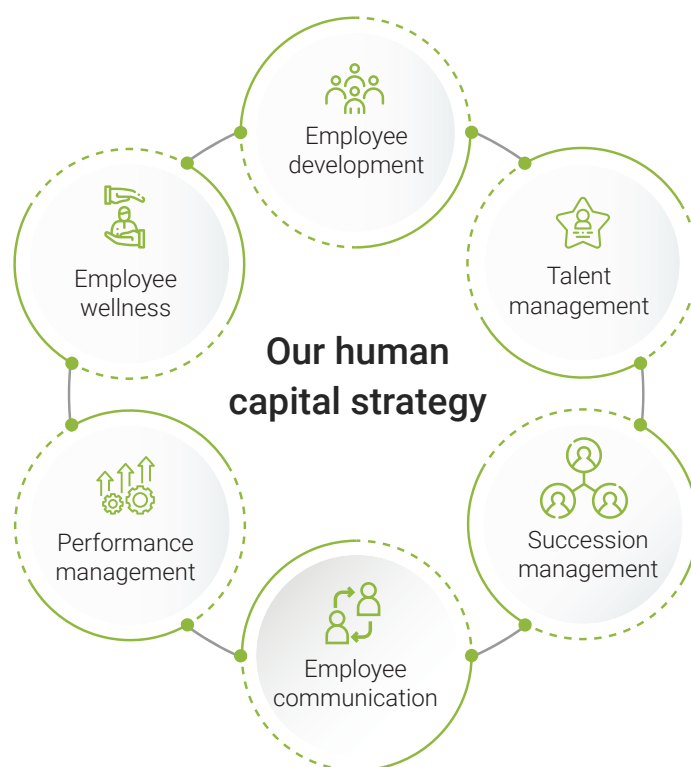 Employee
development
Talent
management
Succession
management
Employee
communication
Performance
management
Employee
wellness
Our human
capital strategy